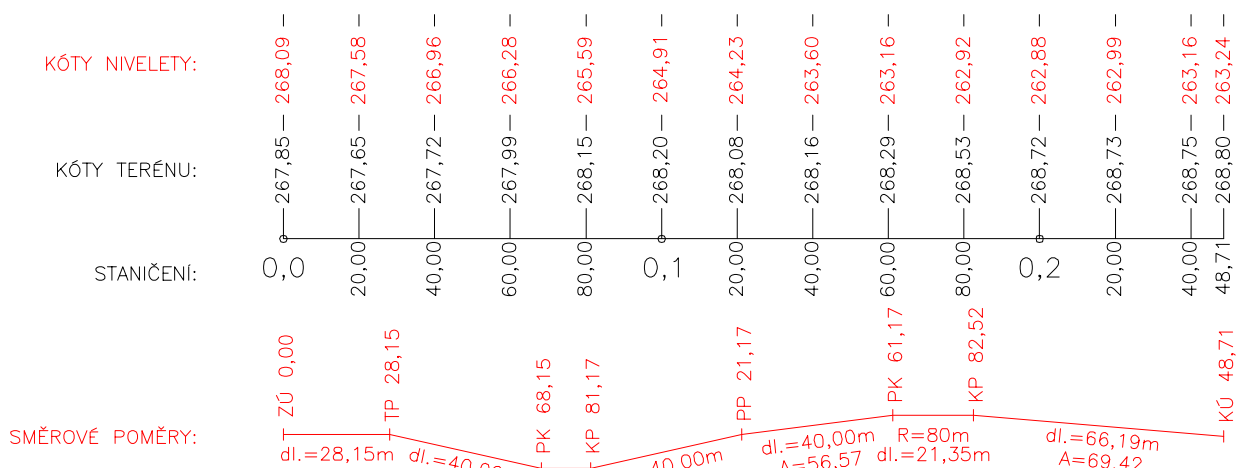 KÓTY NIVELETY: 268,09 267,58 266,96 266,28 265,59 264,91 264,23 263,60 263,16 262,92 262,88 262,99 263,16 263,24
KÓTY TERÉNU: 267,85 267,65 267,72 267,99 268,15 268,20 268,08 268,16 268,29 268,53 268,72 268,73 268,75 268,80
STANIČENÍ: 0,0 20,00 40,00 60,00 80,00 0,1 20,00 40,00 60,00 80,00 0,2 20,00 40,00 48,71
ZÚ 0,00 TP 28,15 PK 68,15 KP 81,17 PP 21,17 PK 61,17 KP 82,52 KÚ 48,71
SMĚROVÉ POMĚRY:
dl.=28,15m
40,00m
dl.=40,00m
A=56,57
R=80m
dl.=21,35m
dl.=66,19m
A=69,42